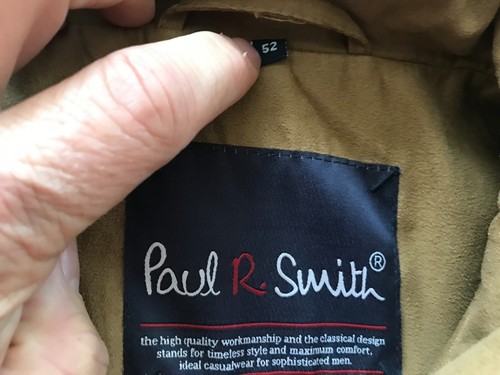 52
Paul R. Smith®
the high quality workmanship and the classical design
stands for timeless style and maximum comfort,
ideal casualwear for sophisticated men.